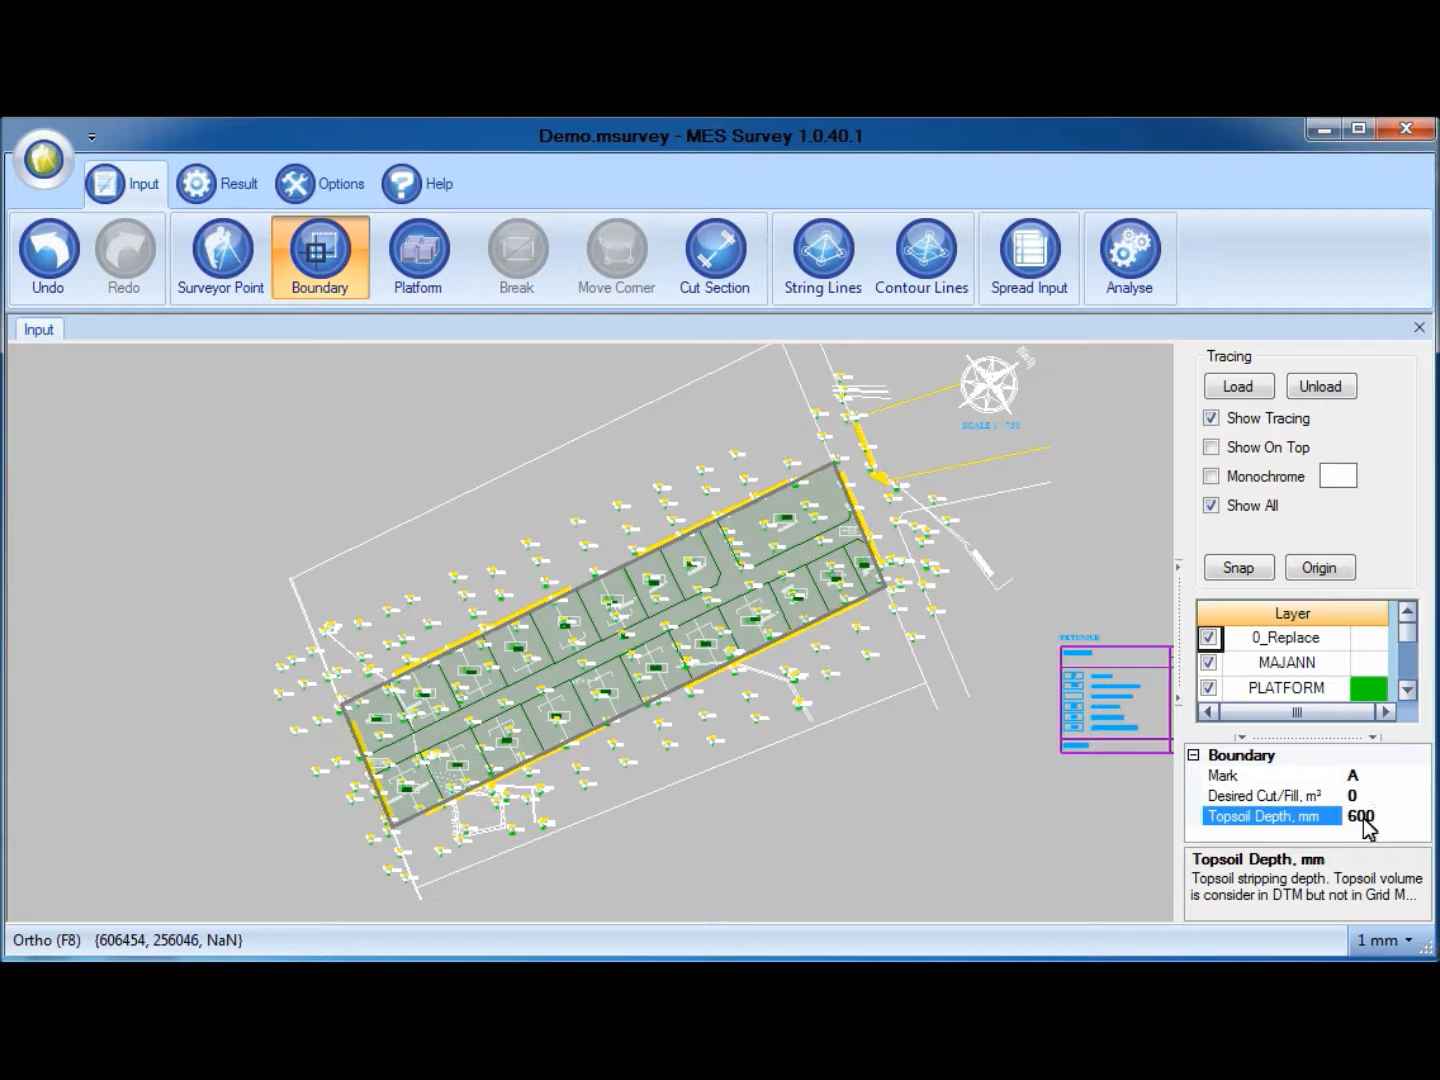 Demo.msurvey - MES Survey 1.0.40.1
Input Result Options Help
Undo Redo Surveyor Point Boundary Platform Break Move Corner Cut Section String Lines Contour Lines Spread Input Analyse
Input
Tracing
Load Unload
Show Tracing
Show On Top
Monochrome
Show All
Snap Origin
North
SCALE 1 : 750
Layer
0_Replace
MAJANN
PLATFORM
Boundary
Mark A
Desired Cut/Fill, m³ 0
Topsoil Depth, mm 600
Topsoil Depth, mm
Topsoil stripping depth. Topsoil volume
is consider in DTM but not in Grid M...
Ortho (F8) {606454, 256046, NaN}
1 mm